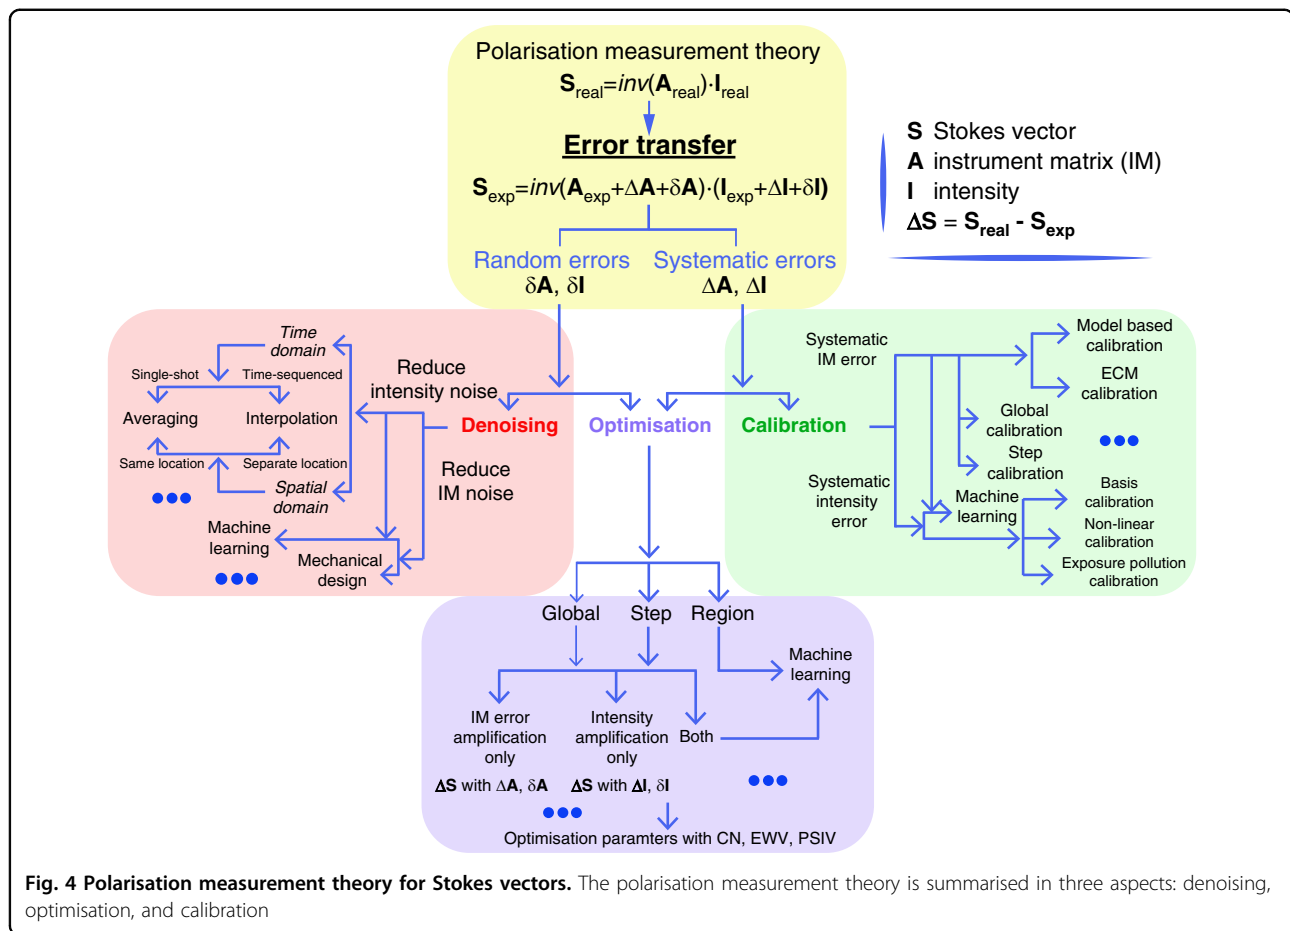 Polarisation measurement theory
S_real=inv(A_real)·I_real
Error transfer
S_exp=inv(A_exp+ΔA+δA)·(I_exp+ΔI+δI)
Random errors
δA, δI
Systematic errors
ΔA, ΔI
S Stokes vector
A instrument matrix (IM)
I intensity
ΔS = S_real - S_exp
Time
domain
Single-shot
Time-sequenced
Averaging
Interpolation
Same location
Separate location
Spatial
domain
Reduce
intensity noise
Reduce
IM noise
Machine
learning
Mechanical
design
Denoising
Optimisation
Calibration
Systematic
IM error
Systematic
intensity
error
Model based
calibration
ECM
calibration
Global
calibration
Step
calibration
Machine
learning
Basis
calibration
Non-linear
calibration
Exposure pollution
calibration
Global
Step
Region
Machine
learning
IM error
amplification
only
Intensity
amplification
only
Both
ΔS with ΔA, δA
ΔS with ΔI, δI
Optimisation paramters with CN, EWV, PSIV
Fig. 4 Polarisation measurement theory for Stokes vectors. The polarisation measurement theory is summarised in three aspects: denoising,
optimisation, and calibration